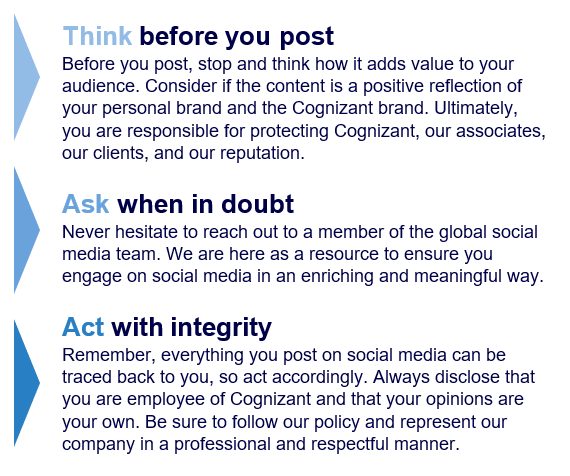 Think before you post
Before you post, stop and think how it adds value to your
audience. Consider if the content is a positive reflection of
your personal brand and the Cognizant brand. Ultimately,
you are responsible for protecting Cognizant, our associates,
our clients, and our reputation.
Ask when in doubt
Never hesitate to reach out to a member of the global social
media team. We are here as a resource to ensure you
engage on social media in an enriching and meaningful way.
Act with integrity
Remember, everything you post on social media can be
traced back to you, so act accordingly. Always disclose that
you are employee of Cognizant and that your opinions are
your own. Be sure to follow our policy and represent our
company in a professional and respectful manner.